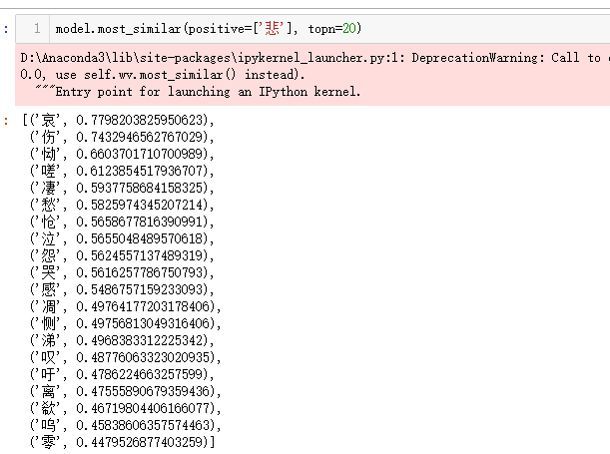 : 1 model.most_similar(positive=['悲'], topn=20)
D:\Anaconda3\lib\site-packages\ipykernel_launcher.py:1: DeprecationWarning: Call to
0.0, use self.wv.most_similar() instead).
"""Entry point for launching an IPython kernel.
: [('哀', 0.7798203825950623),
('伤', 0.7432946562767029),
('恸', 0.6603701710700989),
('嗟', 0.6123854517936707),
('凄', 0.5937758684158325),
('愁', 0.5825974345207214),
('怆', 0.5658677816390991),
('泣', 0.5655048489570618),
('怨', 0.5624557137489319),
('哭', 0.5616257786750793),
('感', 0.5486757159233093),
('凋', 0.49764177203178406),
('恻', 0.49756813049316406),
('涕', 0.4968383312225342),
('叹', 0.48776063323020935),
('吁', 0.4786224663257599),
('离', 0.47555890679359436),
('欷', 0.46719804406166077),
('呜', 0.45838606357574463),
('零', 0.4479526877403259)]